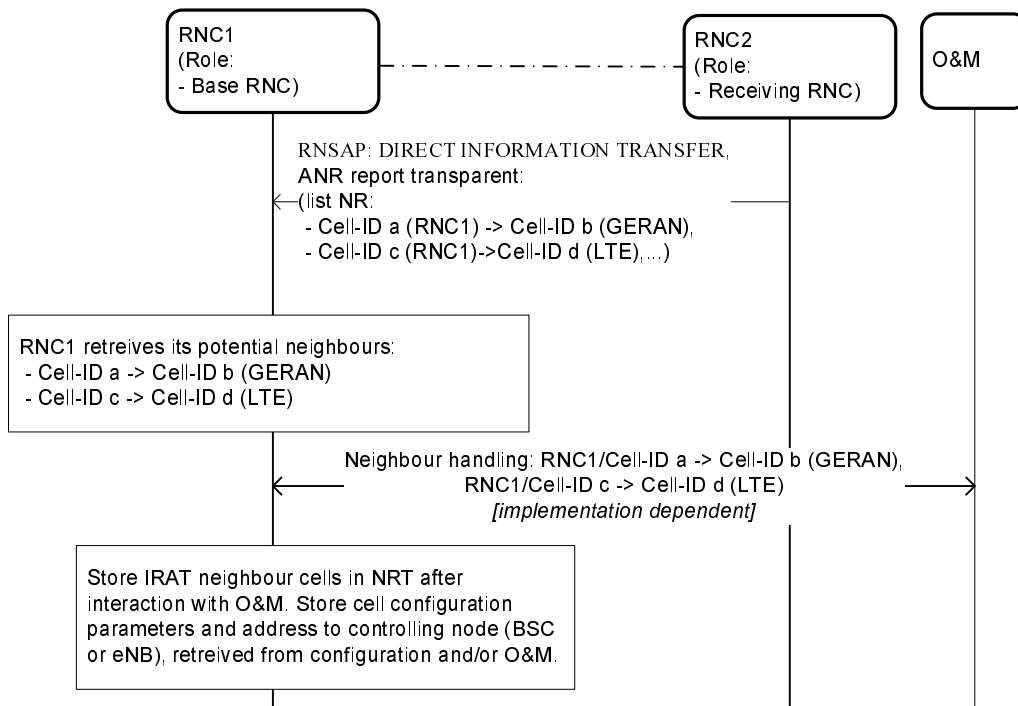 RNC1
(Role:
- Base RNC)
RNC2
(Role:
- Receiving RNC)
O&M
RNSAP: DIRECT INFORMATION TRANSFER,
ANR report transparent:
(list NR:
- Cell-ID a (RNC1) -> Cell-ID b (GERAN),
- Cell-ID c (RNC1)->Cell-ID d (LTE),...)
RNC1 retreives its potential neighbours:
- Cell-ID a -> Cell-ID b (GERAN)
- Cell-ID c -> Cell-ID d (LTE)
Neighbour handling: RNC1/Cell-ID a -> Cell-ID b (GERAN),
RNC1/Cell-ID c -> Cell-ID d (LTE)
[implementation dependent]
Store IRAT neighbour cells in NRT after
interaction with O&M. Store cell configuration
parameters and address to controlling node (BSC
or eNB), retreived from configuration and/or O&M.